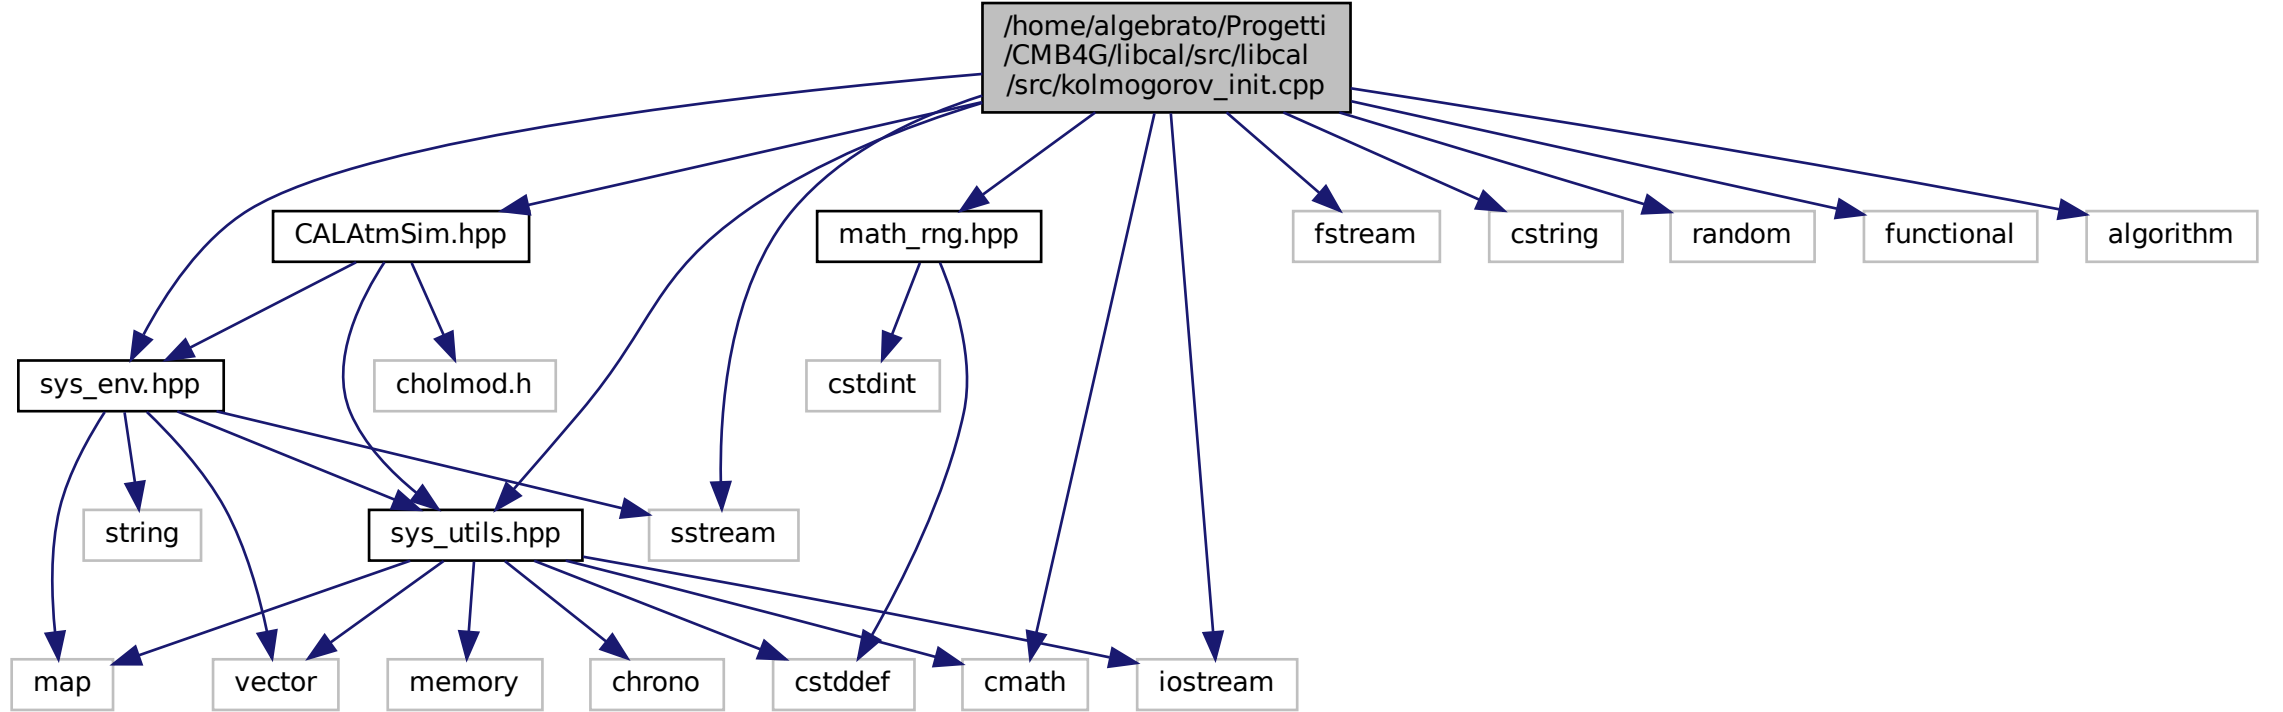 /home/algebrato/Progetti
/CMB4G/libcal/src/libcal
/src/kolmogorov_init.cpp
CALAtmSim.hpp
math_rng.hpp
fstream
cstring
random
functional
algorithm
sys_env.hpp
cholmod.h
cstdint
string
sys_utils.hpp
sstream
map
vector
memory
chrono
cstddef
cmath
iostream